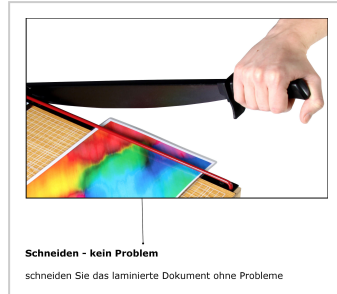 Schneiden - kein Problem
schneiden Sie das laminierte Dokument ohne Probleme